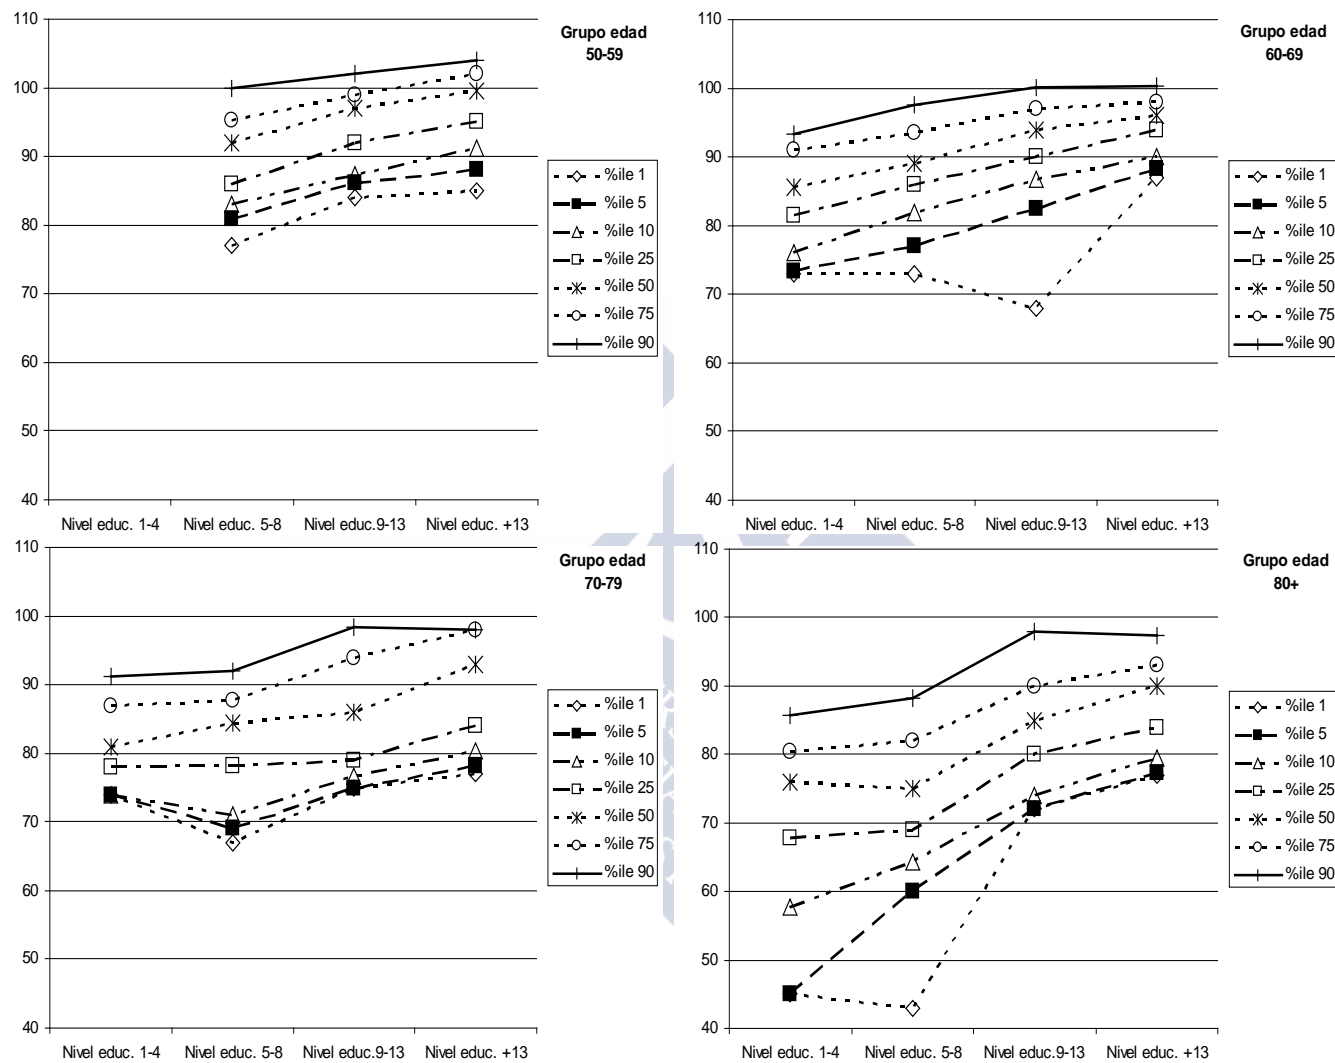 110
100
90
80
70
60
50
40
Nivel educ. 1-4
Nivel educ. 5-8
Nivel educ.9-13
Nivel educ. +13
Grupo edad
50-59
%ile 1
%ile 5
%ile 10
%ile 25
%ile 50
%ile 75
%ile 90
110
100
90
80
70
60
50
40
Nivel educ. 1-4
Nivel educ. 5-8
Nivel educ.9-13
Nivel educ. +13
Grupo edad
60-69
%ile 1
%ile 5
%ile 10
%ile 25
%ile 50
%ile 75
%ile 90
110
100
90
80
70
60
50
40
Nivel educ. 1-4
Nivel educ. 5-8
Nivel educ.9-13
Nivel educ. +13
Grupo edad
70-79
%ile 1
%ile 5
%ile 10
%ile 25
%ile 50
%ile 75
%ile 90
110
100
90
80
70
60
50
40
Nivel educ. 1-4
Nivel educ. 5-8
Nivel educ.9-13
Nivel educ. +13
Grupo edad
80+
%ile 1
%ile 5
%ile 10
%ile 25
%ile 50
%ile 75
%ile 90